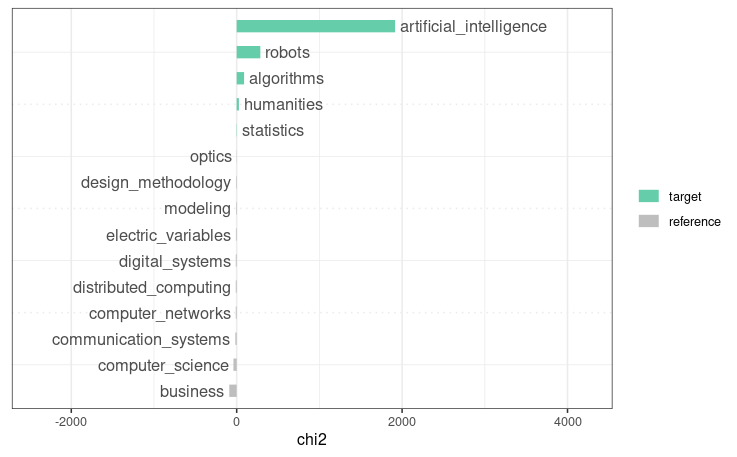 artificial_intelligence
robots
algorithms
humanities
statistics
optics
design_methodology
modeling
electric_variables
digital_systems
distributed_computing
computer_networks
communication_systems
computer_science
business
target
reference
-2000 0 2000 4000
chi2